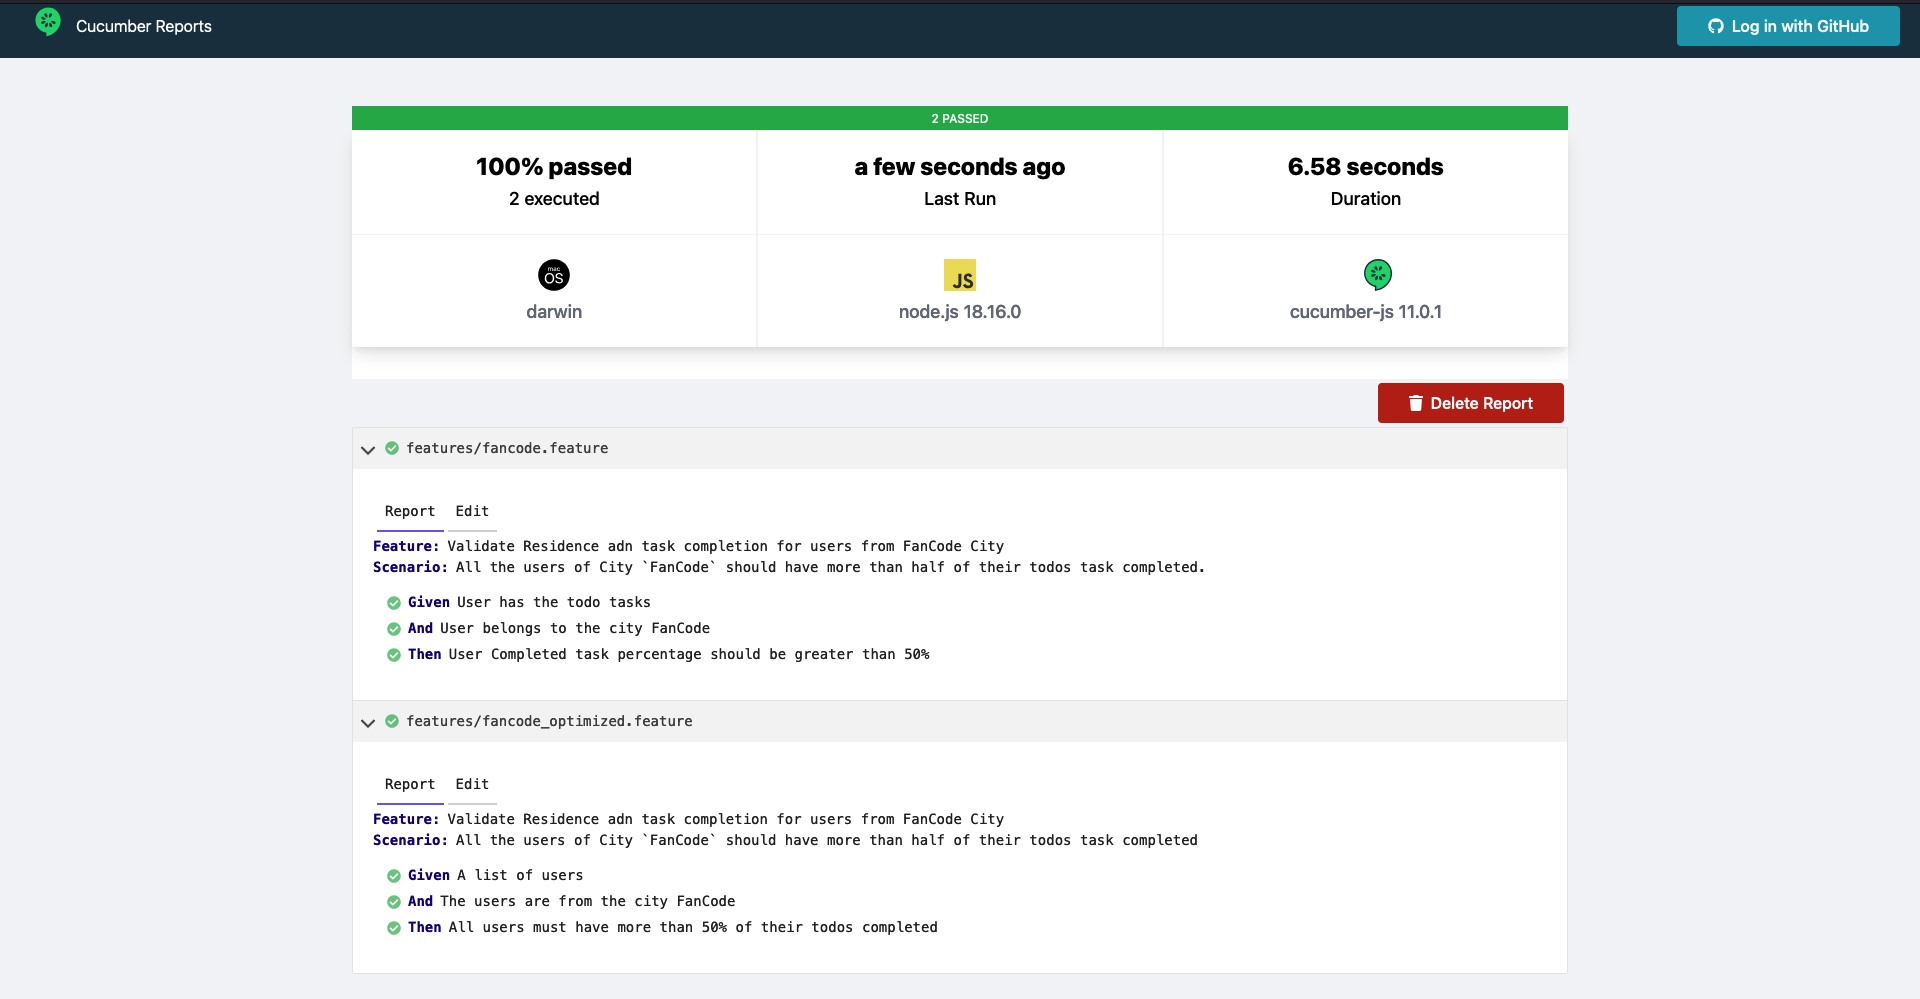 Cucumber Reports
Log in with GitHub
2 PASSED
100% passed
2 executed
a few seconds ago
Last Run
6.58 seconds
Duration
mac
OS
darwin
JS
node.js 18.16.0
cucumber-js 11.0.1
Delete Report
features/fancode.feature
Report Edit
Feature: Validate Residence adn task completion for users from FanCode City
Scenario: All the users of City `FanCode` should have more than half of their todos task completed.
Given User has the todo tasks
And User belongs to the city FanCode
Then User Completed task percentage should be greater than 50%
features/fancode_optimized.feature
Report Edit
Feature: Validate Residence adn task completion for users from FanCode City
Scenario: All the users of City `FanCode` should have more than half of their todos task completed
Given A list of users
And The users are from the city FanCode
Then All users must have more than 50% of their todos completed